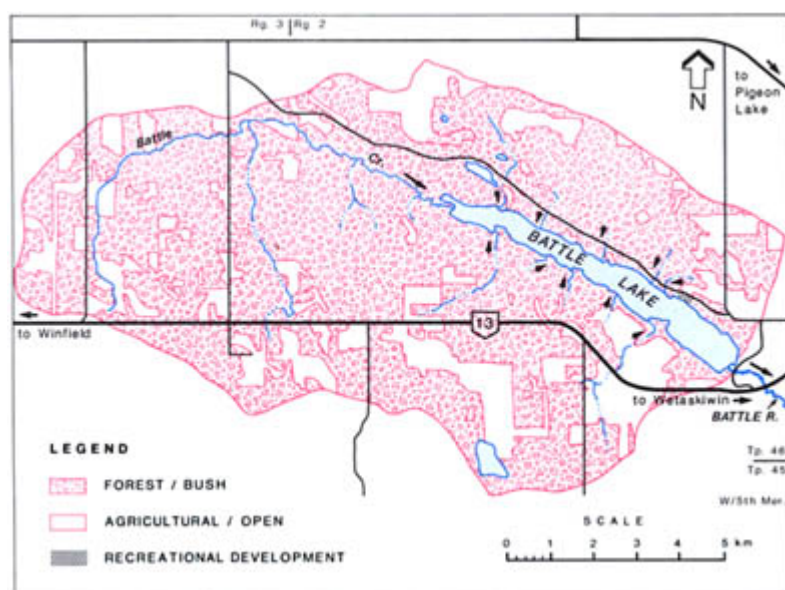 Rg. 3 | Rg. 2
N
to
Pigeon
Lake
Battle
Cr.
BATTLE
LAKE
to Winfield
13
to Wetaskiwin
BATTLE R.
LEGEND
FOREST / BUSH
AGRICULTURAL / OPEN
RECREATIONAL DEVELOPMENT
Tp. 46
Tp. 45
W/5th Mer.
SCALE
0 1 2 3 4 5 km